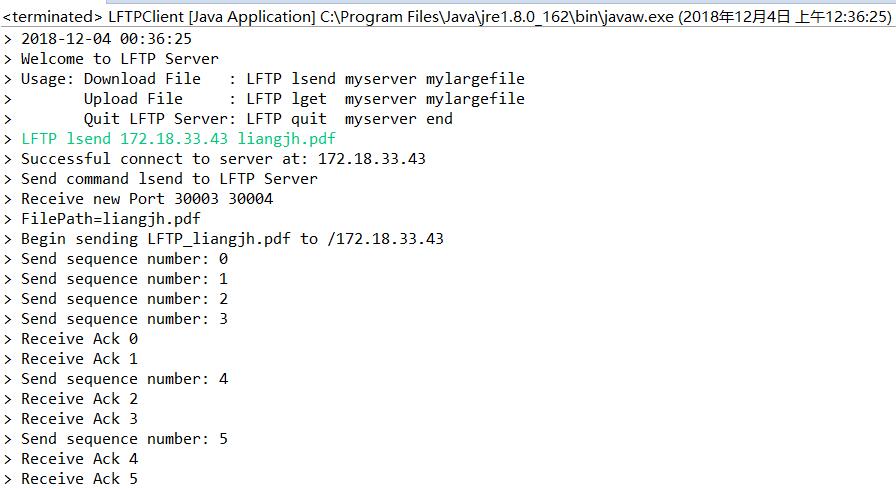 <terminated> LFTPClient [Java Application] C:\Program Files\Java\jre1.8.0_162\bin\javaw.exe (2018年12月4日 上午12:36:25)
> 2018-12-04 00:36:25
> Welcome to LFTP Server
> Usage: Download File   : LFTP lsend myserver mylargefile
>        Upload File     : LFTP lget  myserver mylargefile
>        Quit LFTP Server: LFTP quit  myserver end
> LFTP lsend 172.18.33.43 liangjh.pdf
> Successful connect to server at: 172.18.33.43
> Send command lsend to LFTP Server
> Receive new Port 30003 30004
> FilePath=liangjh.pdf
> Begin sending LFTP_liangjh.pdf to /172.18.33.43
> Send sequence number: 0
> Send sequence number: 1
> Send sequence number: 2
> Send sequence number: 3
> Receive Ack 0
> Receive Ack 1
> Send sequence number: 4
> Receive Ack 2
> Receive Ack 3
> Send sequence number: 5
> Receive Ack 4
> Receive Ack 5